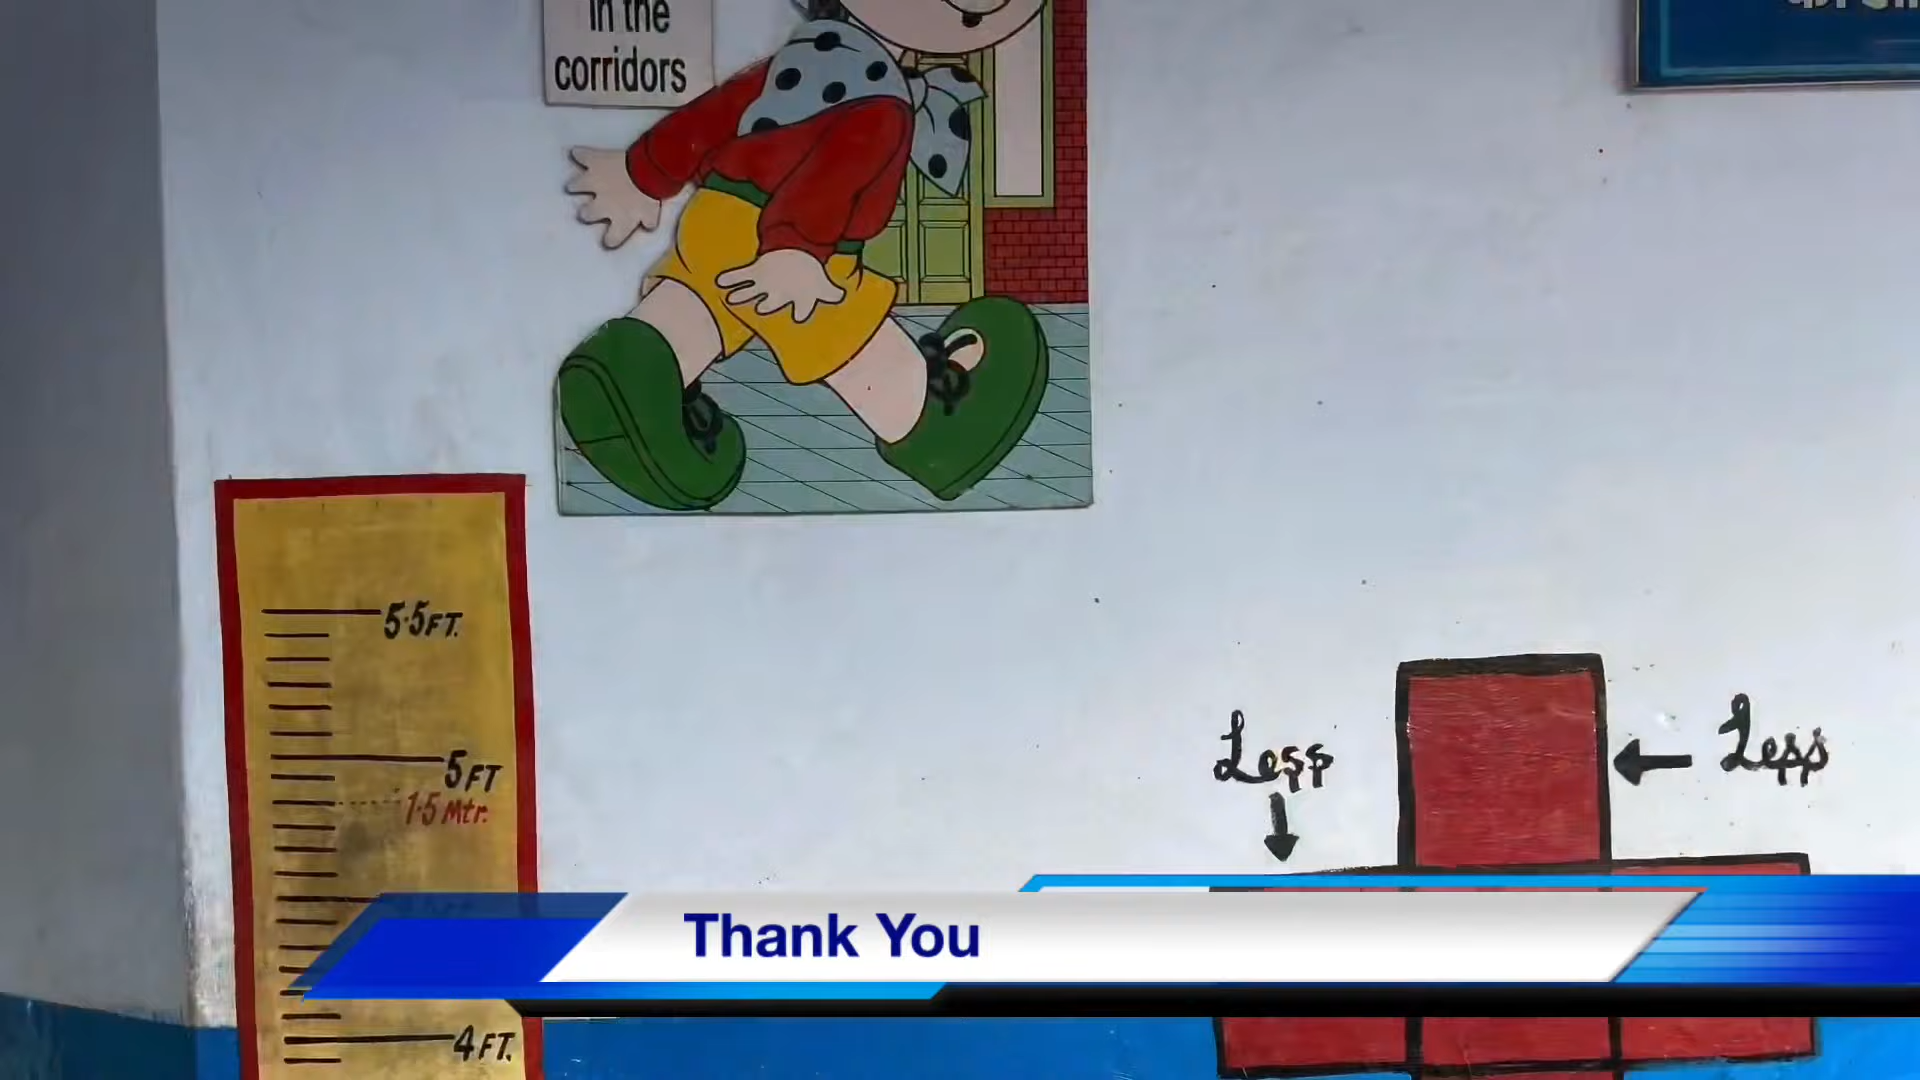 in the
corridors
5.5FT.
5FT
1.5 Mtr.
Less
Less
Thank You
4FT.